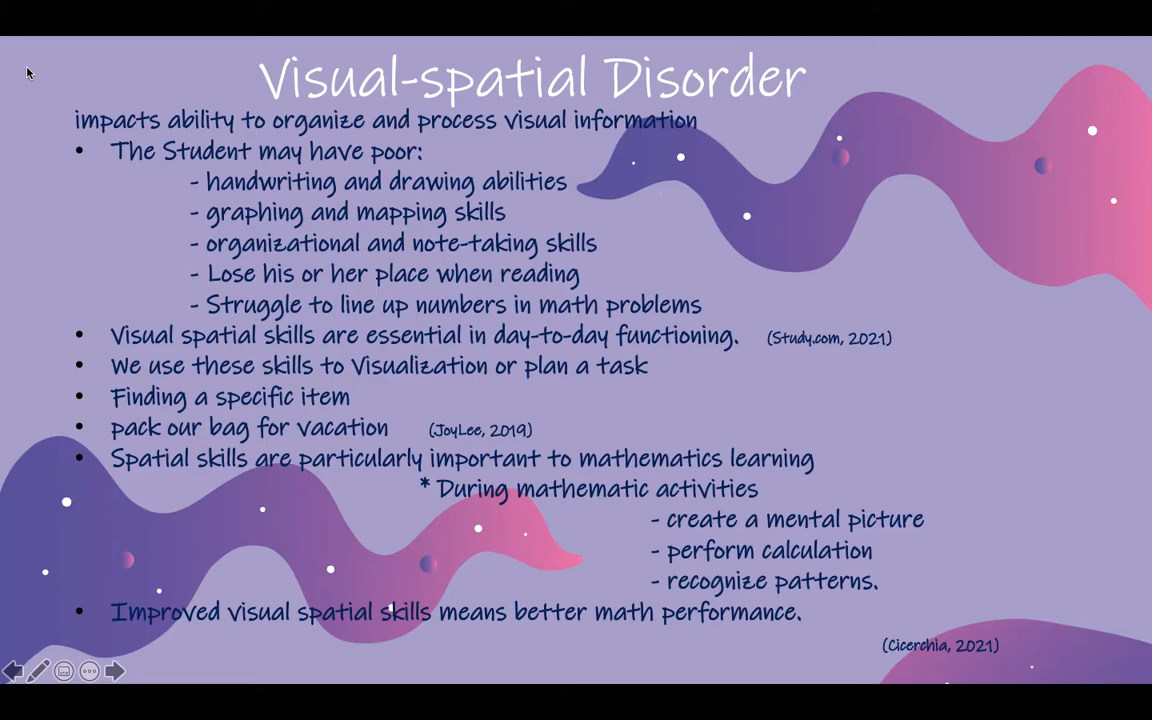 Visual-spatial Disorder
impacts ability to organize and process visual information
• The Student may have poor:
- handwriting and drawing abilities
- graphing and mapping skills
- organizational and note-taking skills
- Lose his or her place when reading
- Struggle to line up numbers in math problems
• Visual spatial skills are essential in day-to-day functioning. (Study.com, 2021)
• We use these skills to Visualization or plan a task
• Finding a specific item
• pack our bag for vacation (JoyLee, 2019)
• Spatial skills are particularly important to mathematics learning
* During mathematic activities
- create a mental picture
- perform calculation
- recognize patterns.
• Improved visual spatial skills means better math performance.
(Cicerchia, 2021)